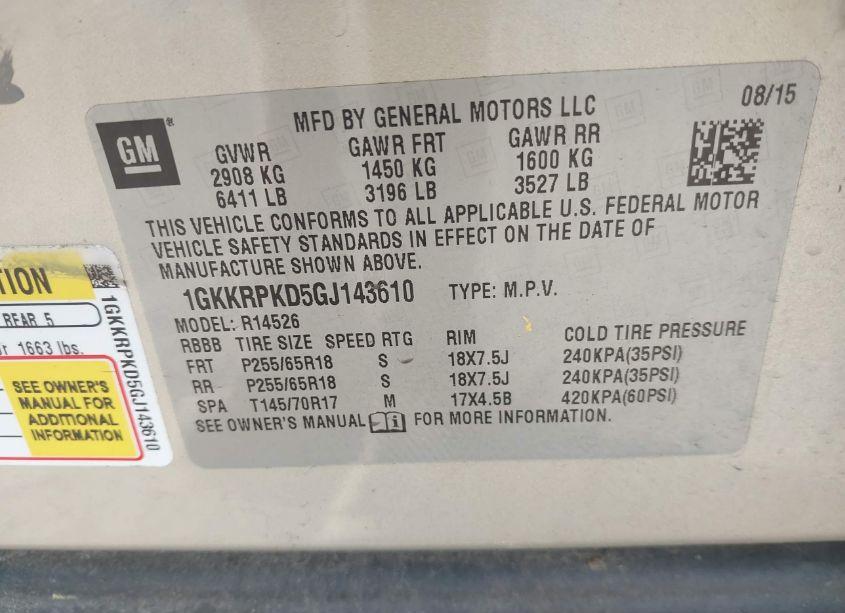 MFD BY GENERAL MOTORS LLC 08/15
GM®
GVWR GAWR FRT GAWR RR
2908 KG 1450 KG 1600 KG
6411 LB 3196 LB 3527 LB
THIS VEHICLE CONFORMS TO ALL APPLICABLE U.S. FEDERAL MOTOR
VEHICLE SAFETY STANDARDS IN EFFECT ON THE DATE OF
MANUFACTURE SHOWN ABOVE.
1GKKRPKD5GJ143610 TYPE: M.P.V.
MODEL: R14526
RBBB TIRE SIZE SPEED RTG RIM COLD TIRE PRESSURE
FRT P255/65R18 S 18X7.5J 240KPA(35PSI)
RR P255/65R18 S 18X7.5J 240KPA(35PSI)
SPA T145/70R17 M 17X4.5B 420KPA(60PSI)
SEE OWNER'S MANUAL FOR MORE INFORMATION.
REAR 5
1663 lbs.
SEE OWNER'S
MANUAL FOR
ADDITIONAL
INFORMATION
1GKKRPKD5GJ143610